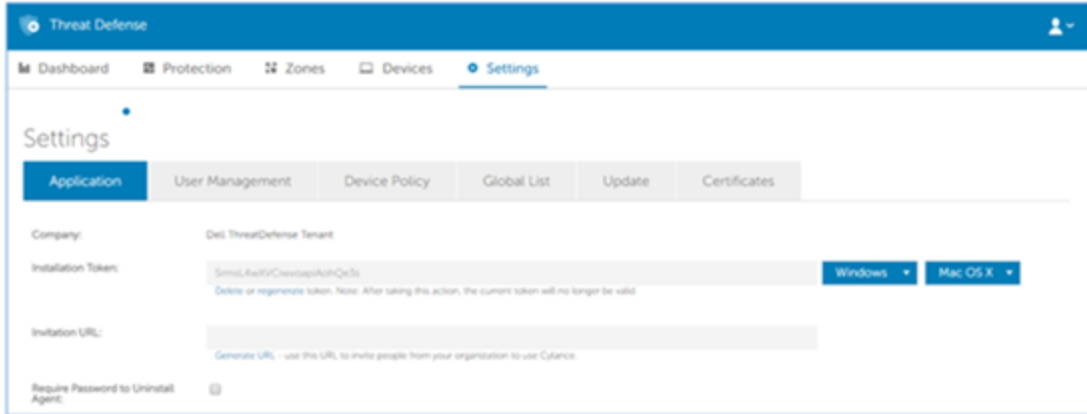 Threat Defense
Dashboard Protection Zones Devices Settings
Settings
Application User Management Device Policy Global List Update Certificates
Company: Dell ThreatDefense Tenant
Installation Token: Windows Mac OS X
Delete or regenerate token. Note: After taking this action, the current token will no longer be valid
Invitation URL:
Generate URL - use this URL to invite people from your organization to use Cylance.
Require Password to Uninstall
Agent: